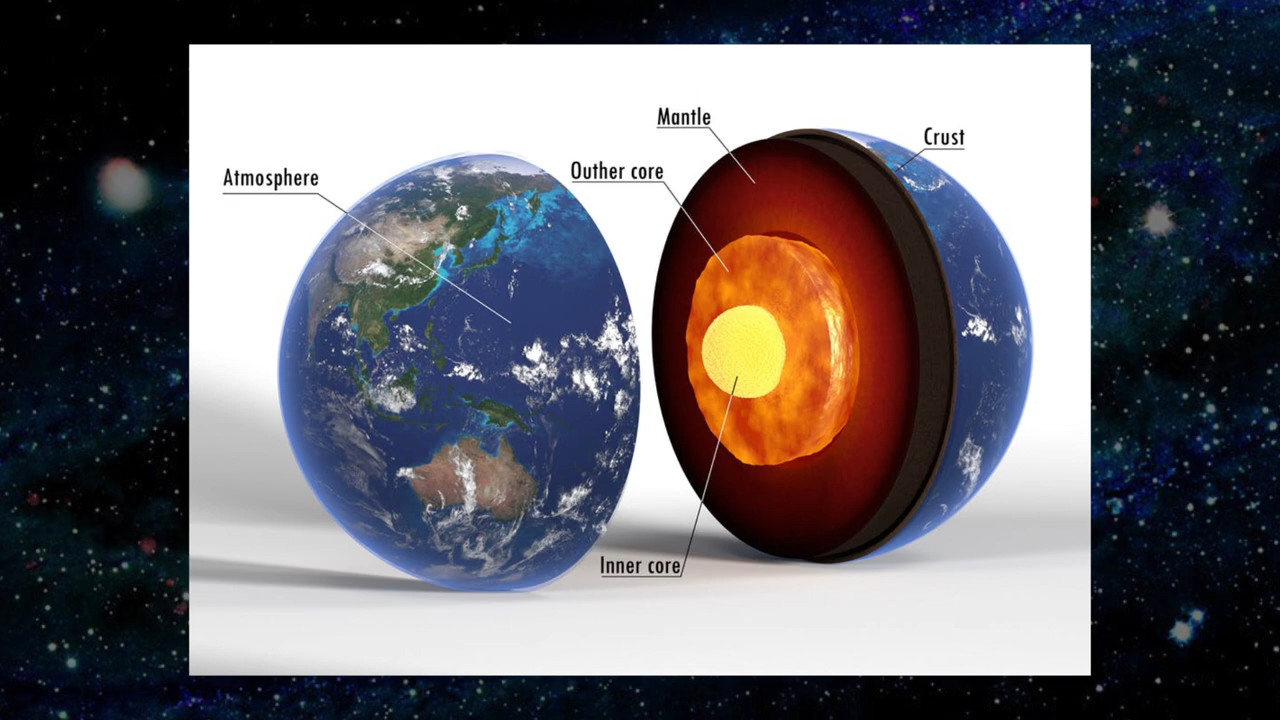 Mantle
Crust
Outher core
Atmosphere
Inner core